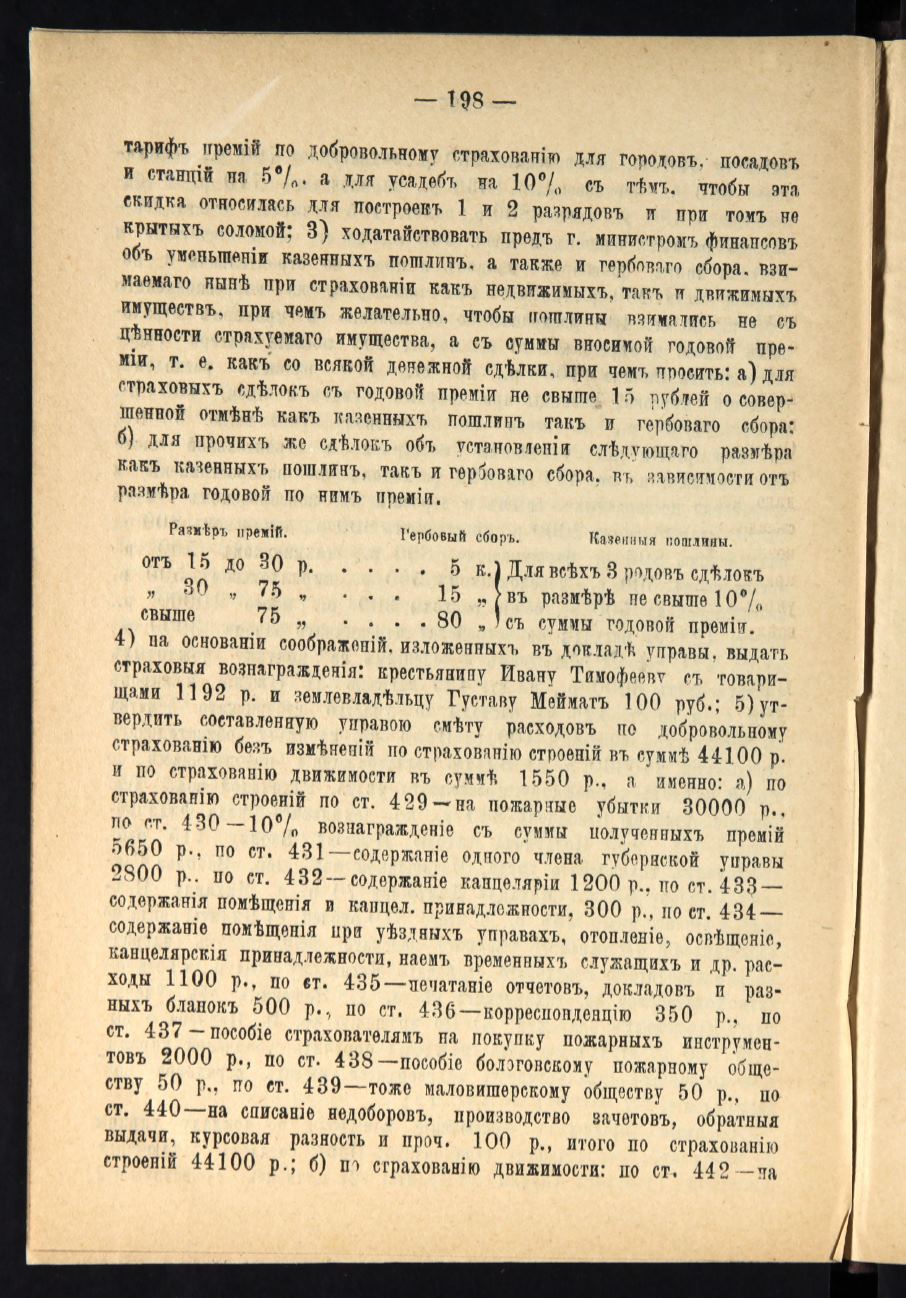 — 198 —
тарифъ премій по добровольному страхованію для городовъ, посадовъ
и станцій на 5%, а для усадебъ на 10% съ тѣмъ, чтобы эта
скидка относилась для построекъ 1 и 2 разрядовъ и при томъ не
крытыхъ соломой; 3) ходатайствовать предъ г. министромъ финансовъ
объ уменьшеніи казенныхъ пошлинъ, а также и гербоваго сбора, взи-
маемаго нынѣ при страхованіи какъ недвижимыхъ, такъ и движимыхъ
имуществъ, при чемъ желательно, чтобы пошлины взимались не съ
цѣнности страхуемаго имущества, а съ суммы вносимой годовой пре-
міи, т. е. какъ со всякой денежной сдѣлки, при чемъ просить: а) для
страховыхъ сдѣлокъ съ годовой преміи не свыше 15 рублей о совер-
шенной отмѣнѣ какъ казенныхъ пошлинъ такъ и гербоваго сбора;
б) для прочихъ же сдѣлокъ объ установленіи слѣдующаго размѣра
какъ казенныхъ пошлинъ, такъ и гербоваго сбора, въ зависимости отъ
размѣра годовой по нимъ преміи.
Размѣръ премій. Гербовый сборъ. Казенныя пошлины.
отъ 15 до 30 р. . . . . . 5 к. } Для всѣхъ 3 родовъ сдѣлокъ
„ 30 „ 75 „ . . . 15 „ } въ размѣрѣ не свыше 10%
свыше 75 „ . . . . 80 „ } съ суммы годовой преміи.
4) на основаніи соображеній, изложенныхъ въ докладѣ управы, выдать
страховыя вознагражденія: крестьянину Ивану Тимофееву съ товари-
щами 1192 р. и землевладѣльцу Густаву Мейматъ 100 руб.; 5) ут-
вердить составленную управою смѣту расходовъ по добровольному
страхованію безъ измѣненій по страхованію строеній въ суммѣ 44100 р.
и по страхованію движимости въ суммѣ 1550 р., а именно: а) по
страхованію строеній по ст. 429—на пожарные убытки 30000 р.,
по ст. 430—10% вознагражденіе съ суммы полученныхъ премій
5650 р., по ст. 431—содержаніе одного члена губернской управы
2800 р.. по ст. 432—содержаніе канцеляріи 1200 р., по ст. 433—
содержанія помѣщенія и канцел. принадлежности, 300 р., по ст. 434—
содержаніе помѣщенія при уѣздныхъ управахъ, отопленіе, освѣщеніе,
канцелярскія принадлежности, наемъ временныхъ служащихъ и др. рас-
ходы 1100 р., по ст. 435—печатаніе отчетовъ, докладовъ и раз-
ныхъ бланокъ 500 р., по ст. 436—корреспонденцію 350 р., по
ст. 437—пособіе страхователямъ на покупку пожарныхъ инструмен-
товъ 2000 р., по ст. 438—пособіе бологовскому пожарному обще-
ству 50 р., по ст. 439—тоже маловишерскому обществу 50 р., по
ст. 440—на списаніе недоборовъ, производство зачетовъ, обратныя
выдачи, курсовая разность и проч. 100 р., итого по страхованію
строеній 44100 р.; б) по страхованію движимости: по ст. 442—на